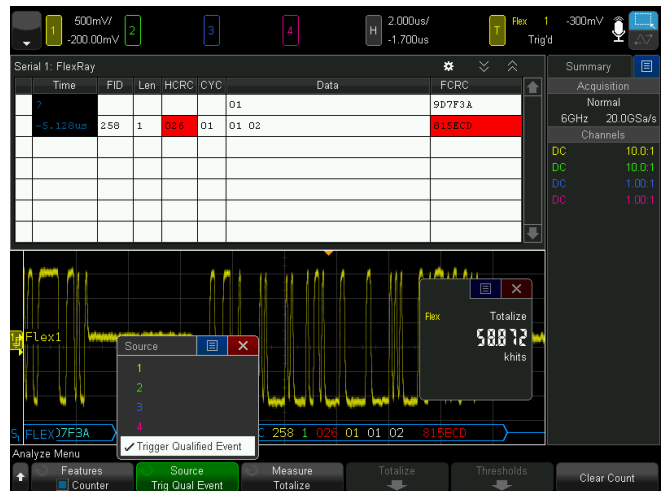 1 500mV/ 2 3 4 H 2.000us/ T Flex 1 -300mV
-200.00mV -1.700us Trig'd
Serial 1: FlexRay
Time FID Len HCRC CYC Data FCRC
? 01 9D7F3A
-5.128us 258 1 026 01 01 02 815ECD
Summary
Acquisition
Normal
6GHz 20.0GSa/s
Channels
DC 10.0:1
DC 10.0:1
DC 1.00:1
DC 1.00:1
Flex1
Source
1
2
3
4
Trigger Qualified Event
Flex Totalize
58.872
khits
S1 FLEX 258 1 026 01 01 02 815ECD
Analyze Menu
Features Source Measure Totalize Thresholds Clear Count
Counter Trig Qual Event Totalize